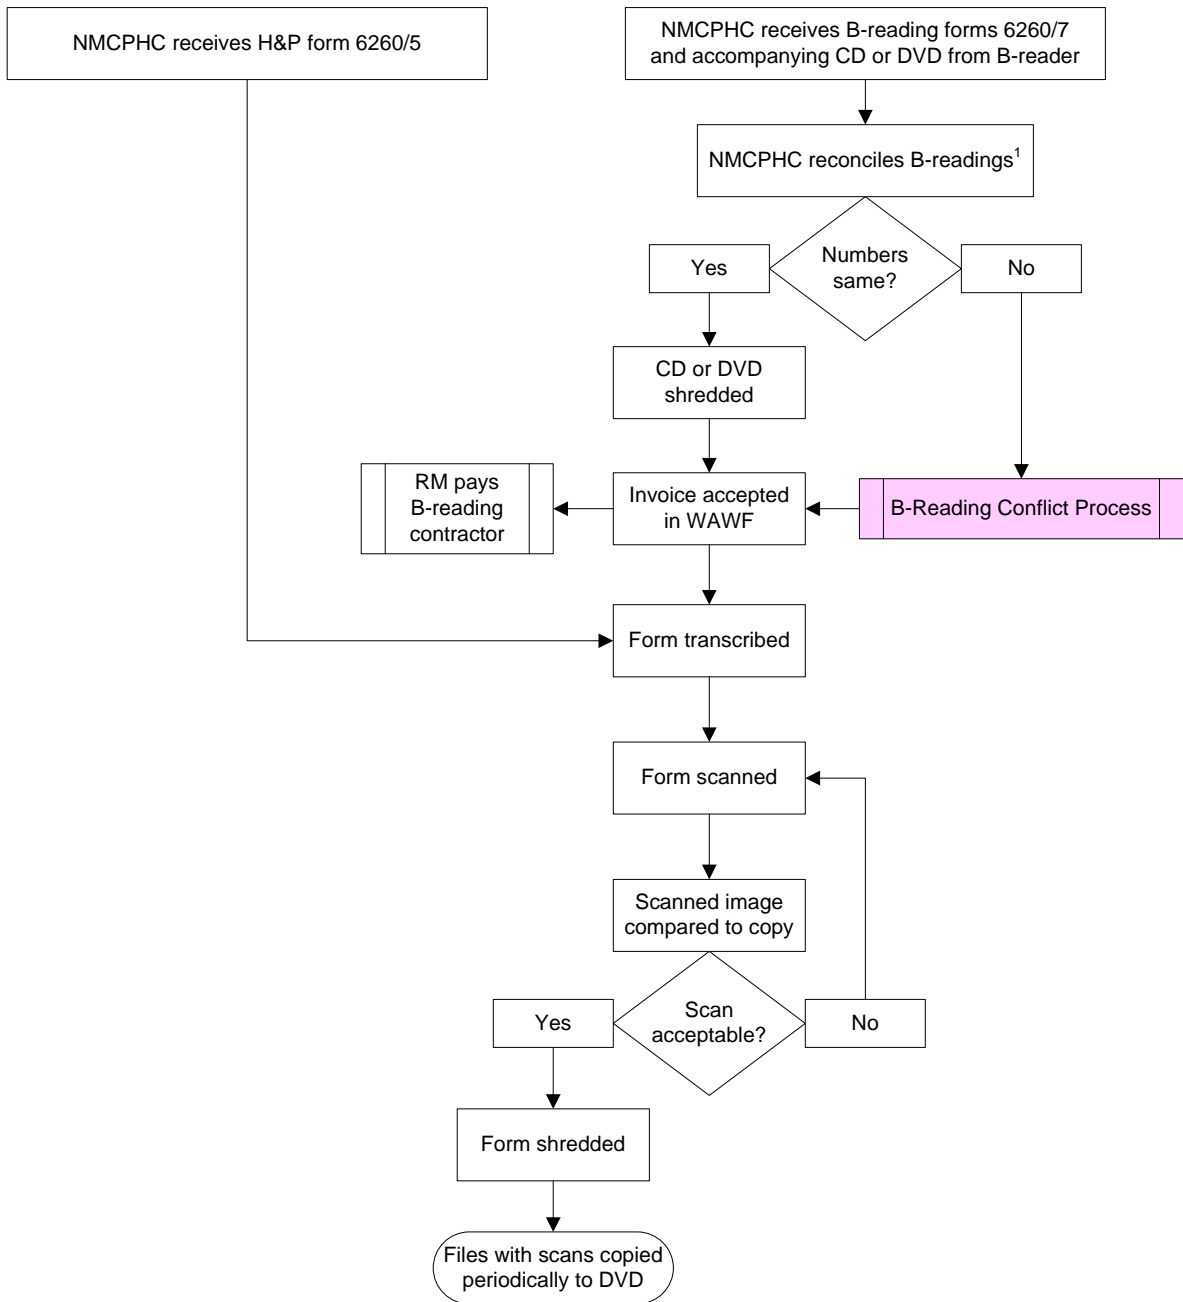 NMCPHC receives H&P form 6260/5
NMCPHC receives B-reading forms 6260/7
and accompanying CD or DVD from B-reader
NMCPHC reconciles B-readings¹
Numbers
same?
Yes
No
CD or DVD
shredded
RM pays
B-reading
contractor
Invoice accepted
in WAWF
B-Reading Conflict Process
Form transcribed
Form scanned
Scanned image
compared to copy
Scan
acceptable?
Yes
No
Form shredded
Files with scans copied
periodically to DVD